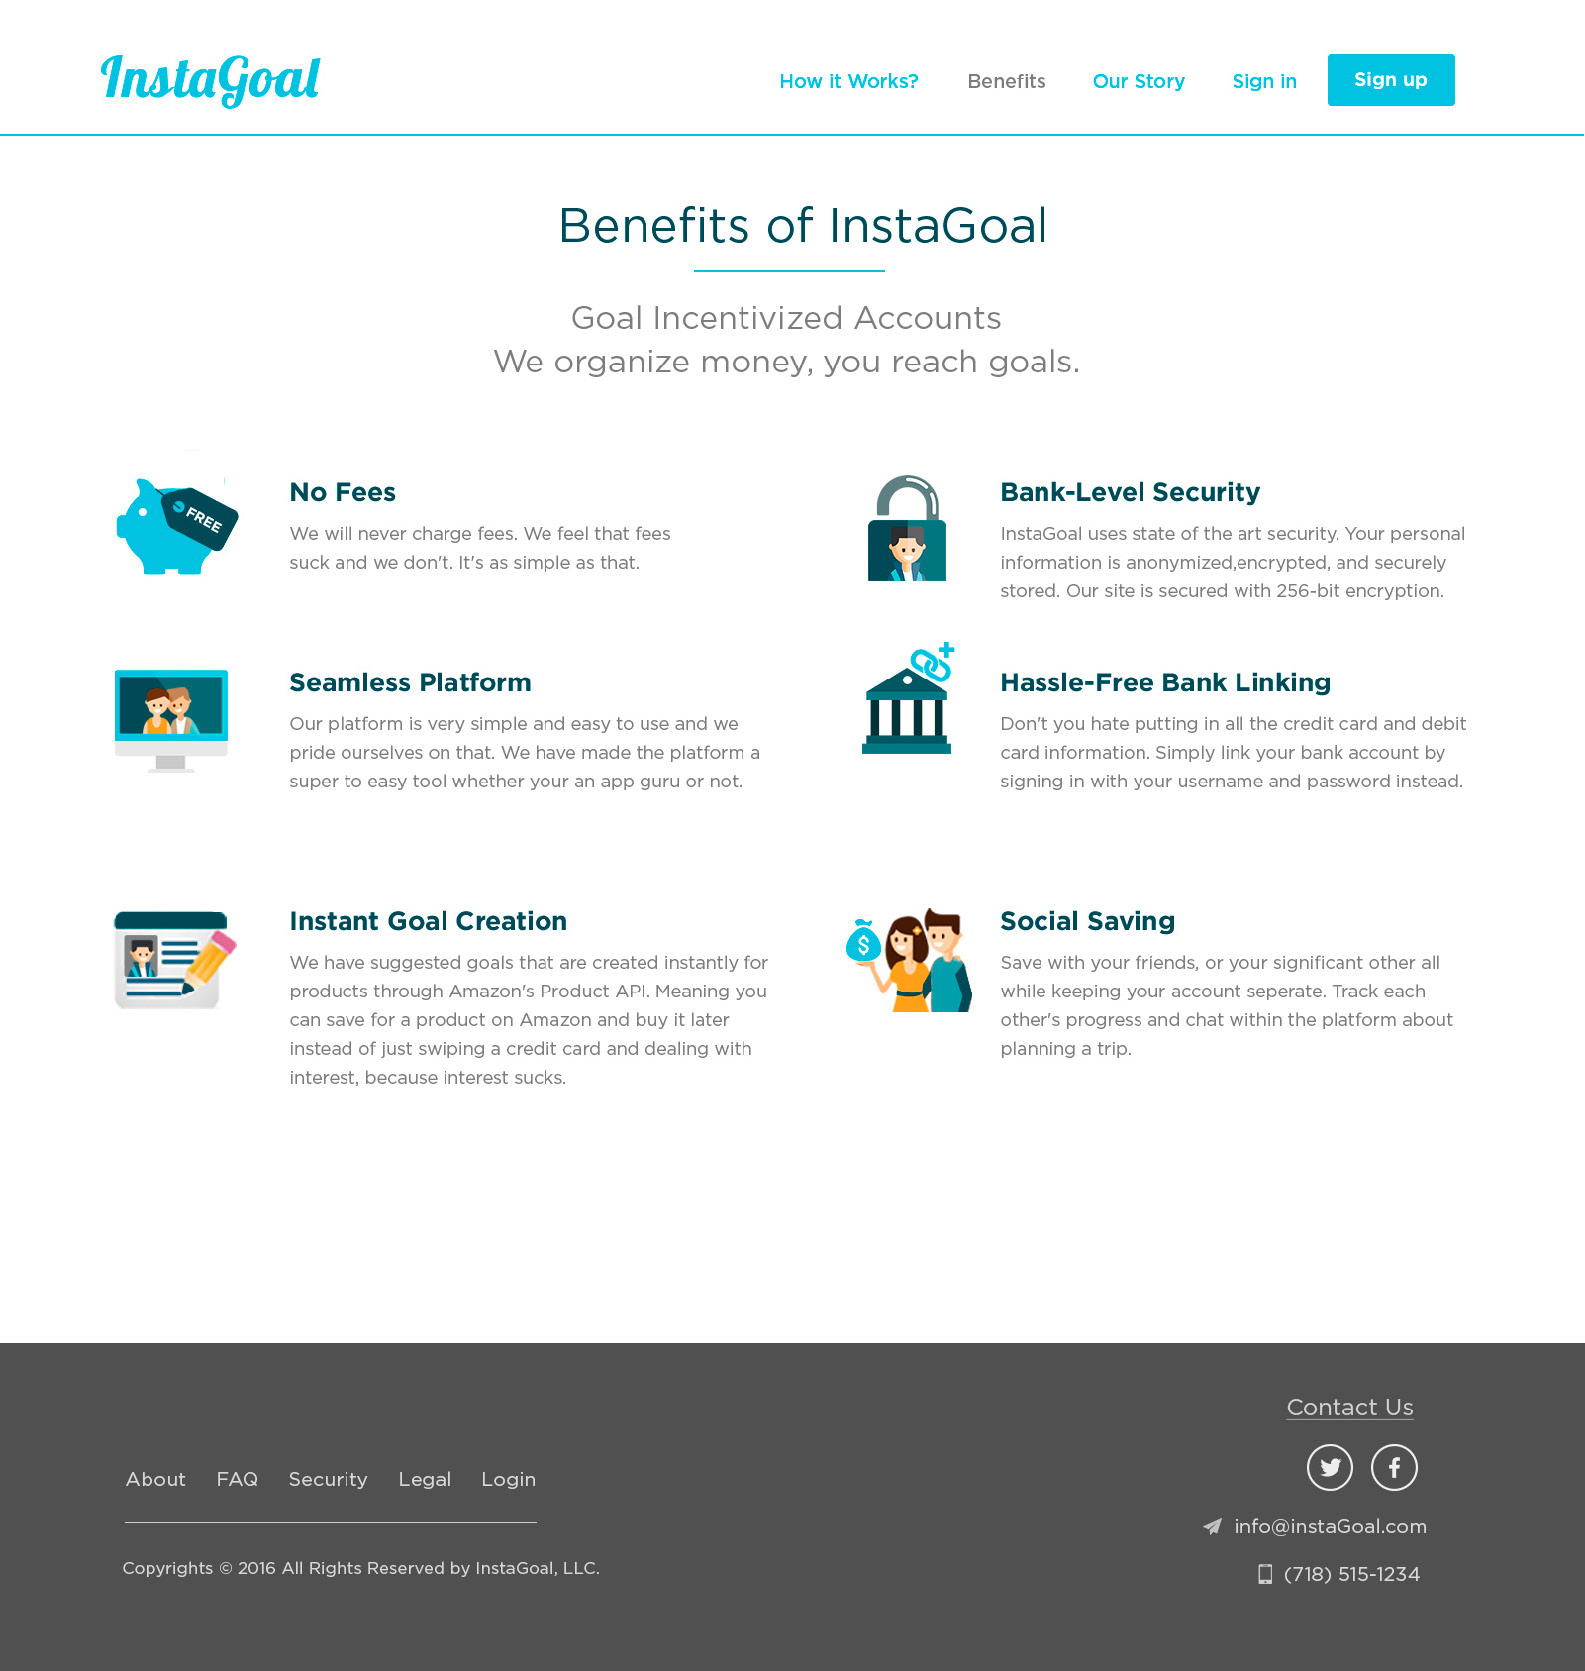 InstaGoal
How it Works? Benefits Our Story Sign in Sign up
Benefits of InstaGoal
Goal Incentivized Accounts
We organize money, you reach goals.
FREE
No Fees
We will never charge fees. We feel that fees
suck and we don't. It's as simple as that.
Bank-Level Security
InstaGoal uses state of the art security. Your personal
information is anonymized,encrypted, and securely
stored. Our site is secured with 256-bit encryption.
Seamless Platform
Our platform is very simple and easy to use and we
pride ourselves on that. We have made the platform a
super to easy tool whether your an app guru or not.
Hassle-Free Bank Linking
Don't you hate putting in all the credit card and debit
card information. Simply link your bank account by
signing in with your username and password instead.
Instant Goal Creation
We have suggested goals that are created instantly for
products through Amazon's Product API. Meaning you
can save for a product on Amazon and buy it later
instead of just swiping a credit card and dealing with
interest, because interest sucks.
$
Social Saving
Save with your friends, or your significant other all
while keeping your account seperate. Track each
other's progress and chat within the platform about
planning a trip.
About FAQ Security Legal Login
Copyrights © 2016 All Rights Reserved by InstaGoal, LLC.
Contact Us
info@instaGoal.com
(718) 515-1234